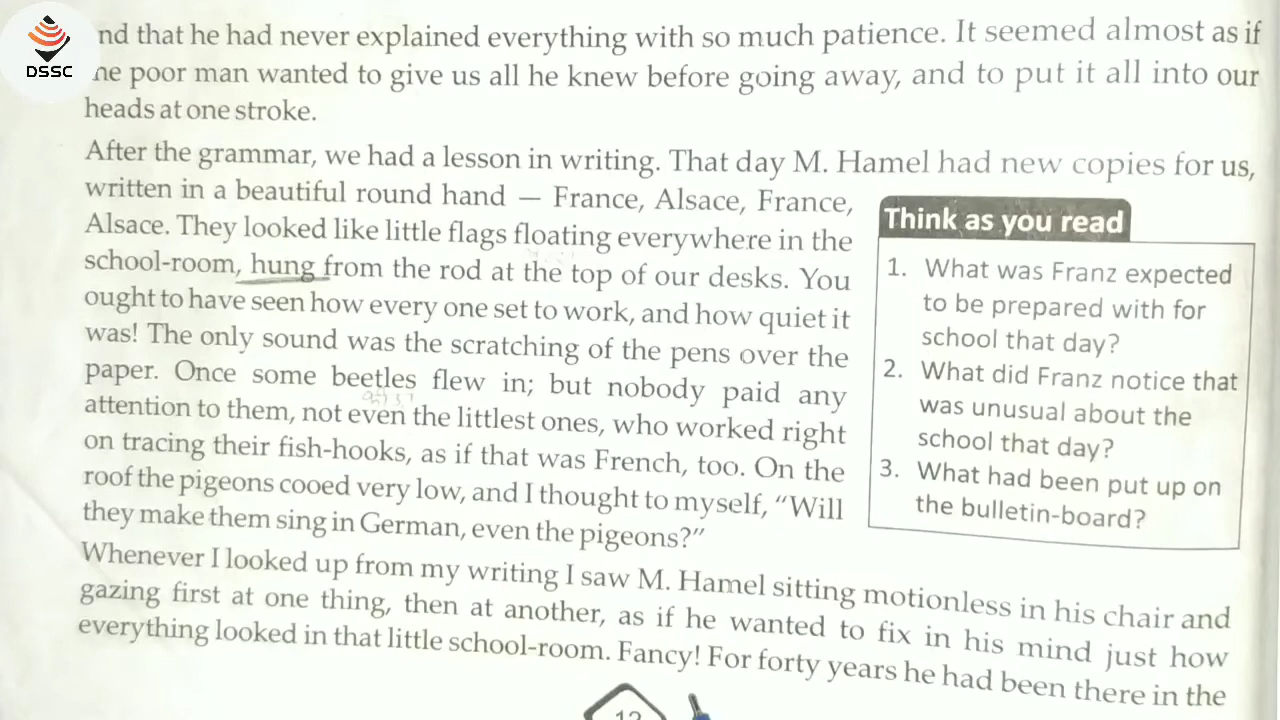 DSSC
nd that he had never explained everything with so much patience. It seemed almost as if
he poor man wanted to give us all he knew before going away, and to put it all into our
heads at one stroke.
After the grammar, we had a lesson in writing. That day M. Hamel had new copies for us,
written in a beautiful round hand — France, Alsace, France,
Alsace. They looked like little flags floating everywhere in the
school-room, hung from the rod at the top of our desks. You
ought to have seen how every one set to work, and how quiet it
was! The only sound was the scratching of the pens over the
paper. Once some beetles flew in; but nobody paid any
attention to them, not even the littlest ones, who worked right
on tracing their fish-hooks, as if that was French, too. On the
roof the pigeons cooed very low, and I thought to myself, “Will
they make them sing in German, even the pigeons?”
Think as you read
1. What was Franz expected
to be prepared with for
school that day?
2. What did Franz notice that
was unusual about the
school that day?
3. What had been put up on
the bulletin-board?
Whenever I looked up from my writing I saw M. Hamel sitting motionless in his chair and
gazing first at one thing, then at another, as if he wanted to fix in his mind just how
everything looked in that little school-room. Fancy! For forty years he had been there in the
12